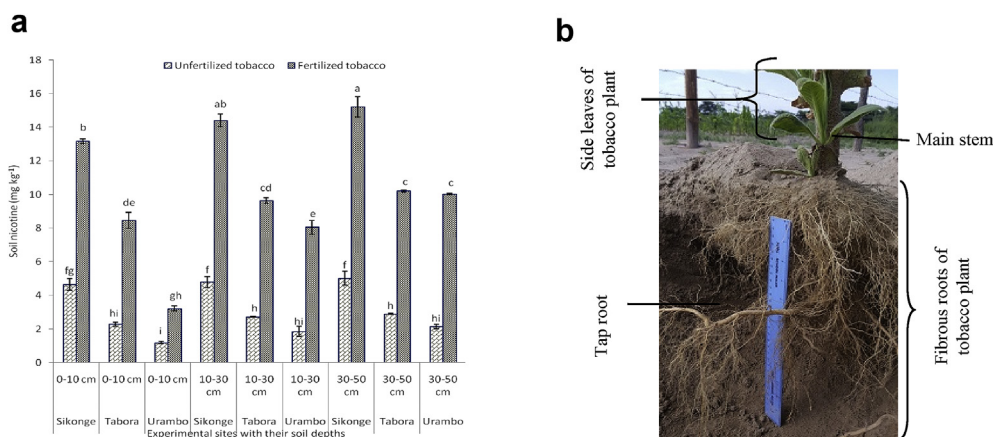 a
b
18
16
14
12
10
8
6
4
2
0
Soil nicotine (mg kg⁻¹)
Unfertilized tobacco
Fertilized tobacco
fg b hi de i gh f ab h cd hi e f a h c hi c
0-10 cm 0-10 cm 0-10 cm 10-30 cm 10-30 cm 10-30 cm 30-50 cm 30-50 cm 30-50 cm
Sikonge Tabora Urambo Sikonge Tabora Urambo Sikonge Tabora Urambo
Experimental sites with their soil depths
Side leaves of
tobacco plant
Main stem
Tap root
Fibrous roots of
tobacco plant